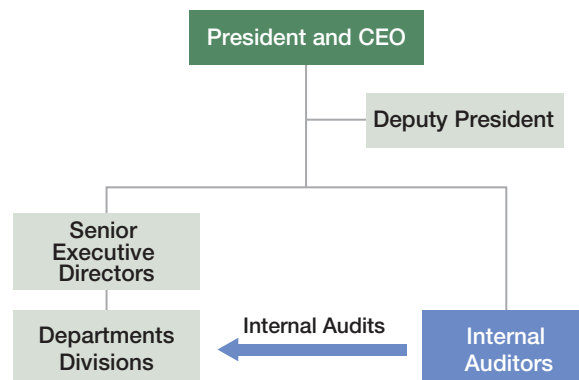 President and CEO
Deputy President
Senior
Executive
Directors
Departments
Divisions
Internal Audits
Internal
Auditors